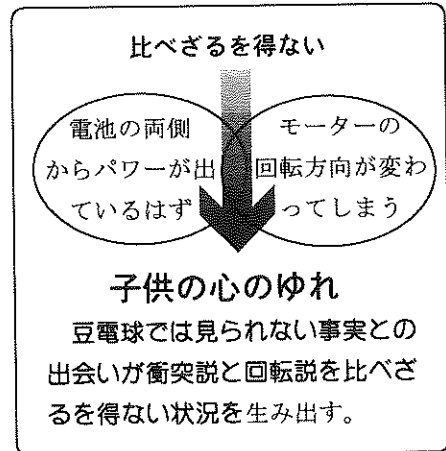 比べざるを得ない
電池の両側
からパワーが出
ているはず
モーターの
回転方向が変わ
ってしまう
子供の心のゆれ
豆電球では見られない事実との
出会いが衝突説と回転説を比べざ
るを得ない状況を生み出す。